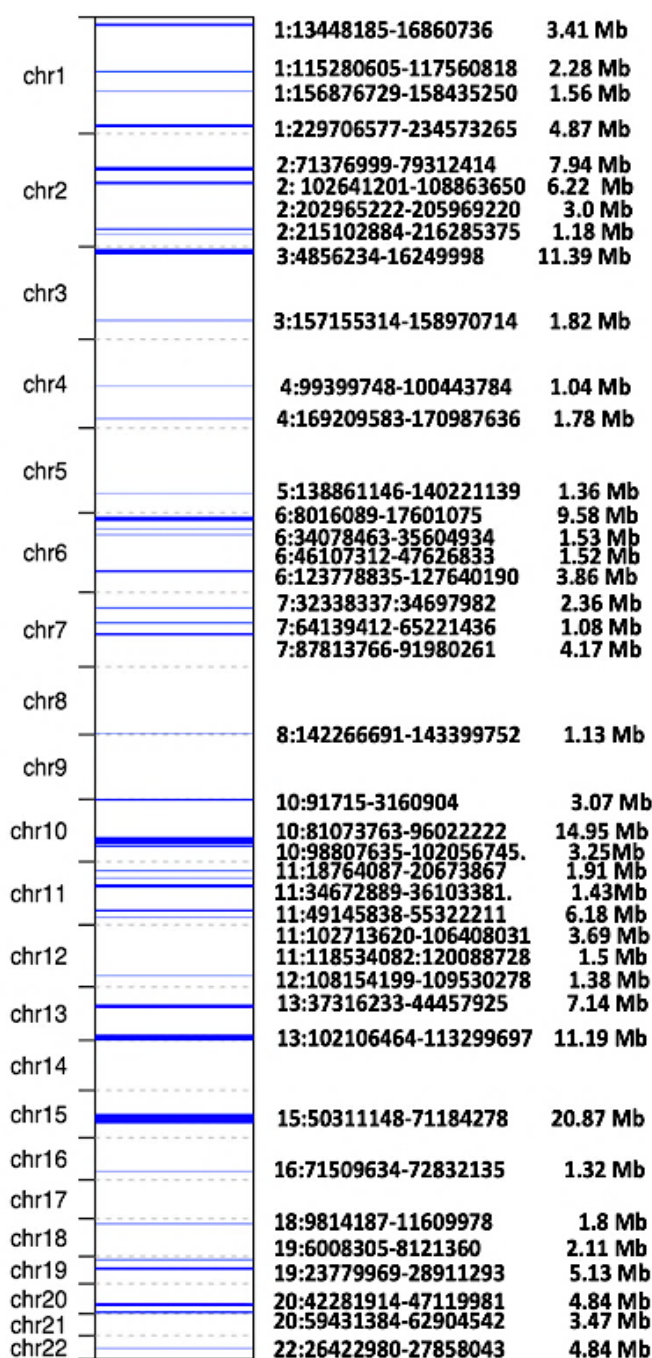 chr1
1:13448185-16860736 3.41 Mb
1:115280605-117560818 2.28 Mb
1:156876729-158435250 1.56 Mb
1:229706577-234573265 4.87 Mb
chr2
2:71376999-79312414 7.94 Mb
2: 102641201-108863650 6.22 Mb
2:202965222-205969220 3.0 Mb
2:215102884-216285375 1.18 Mb
chr3
3:4856234-16249998 11.39 Mb
3:157155314-158970714 1.82 Mb
chr4
4:99399748-100443784 1.04 Mb
4:169209583-170987636 1.78 Mb
chr5
5:138861146-140221139 1.36 Mb
chr6
6:8016089-17601075 9.58 Mb
6:34078463-35604934 1.53 Mb
6:46107312-47626833 1.52 Mb
6:123778835-127640190 3.86 Mb
chr7
7:32338337:34697982 2.36 Mb
7:64139412-65221436 1.08 Mb
7:87813766-91980261 4.17 Mb
chr8
8:142266691-143399752 1.13 Mb
chr9
chr10
10:91715-3160904 3.07 Mb
10:81073763-96022222 14.95 Mb
10:98807635-102056745. 3.25Mb
chr11
11:18764087-20673867 1.91 Mb
11:34672889-36103381. 1.43Mb
11:49145838-55322211 6.18 Mb
11:102713620-106408031 3.69 Mb
11:118534082:120088728 1.5 Mb
chr12
12:108154199-109530278 1.38 Mb
chr13
13:37316233-44457925 7.14 Mb
13:102106464-113299697 11.19 Mb
chr14
chr15
15:50311148-71184278 20.87 Mb
chr16
16:71509634-72832135 1.32 Mb
chr17
chr18
18:9814187-11609978 1.8 Mb
chr19
19:6008305-8121360 2.11 Mb
19:23779969-28911293 5.13 Mb
chr20
20:42281914-47119981 4.84 Mb
20:59431384-62904542 3.47 Mb
chr21
chr22
22:26422980-27858043 4.84 Mb